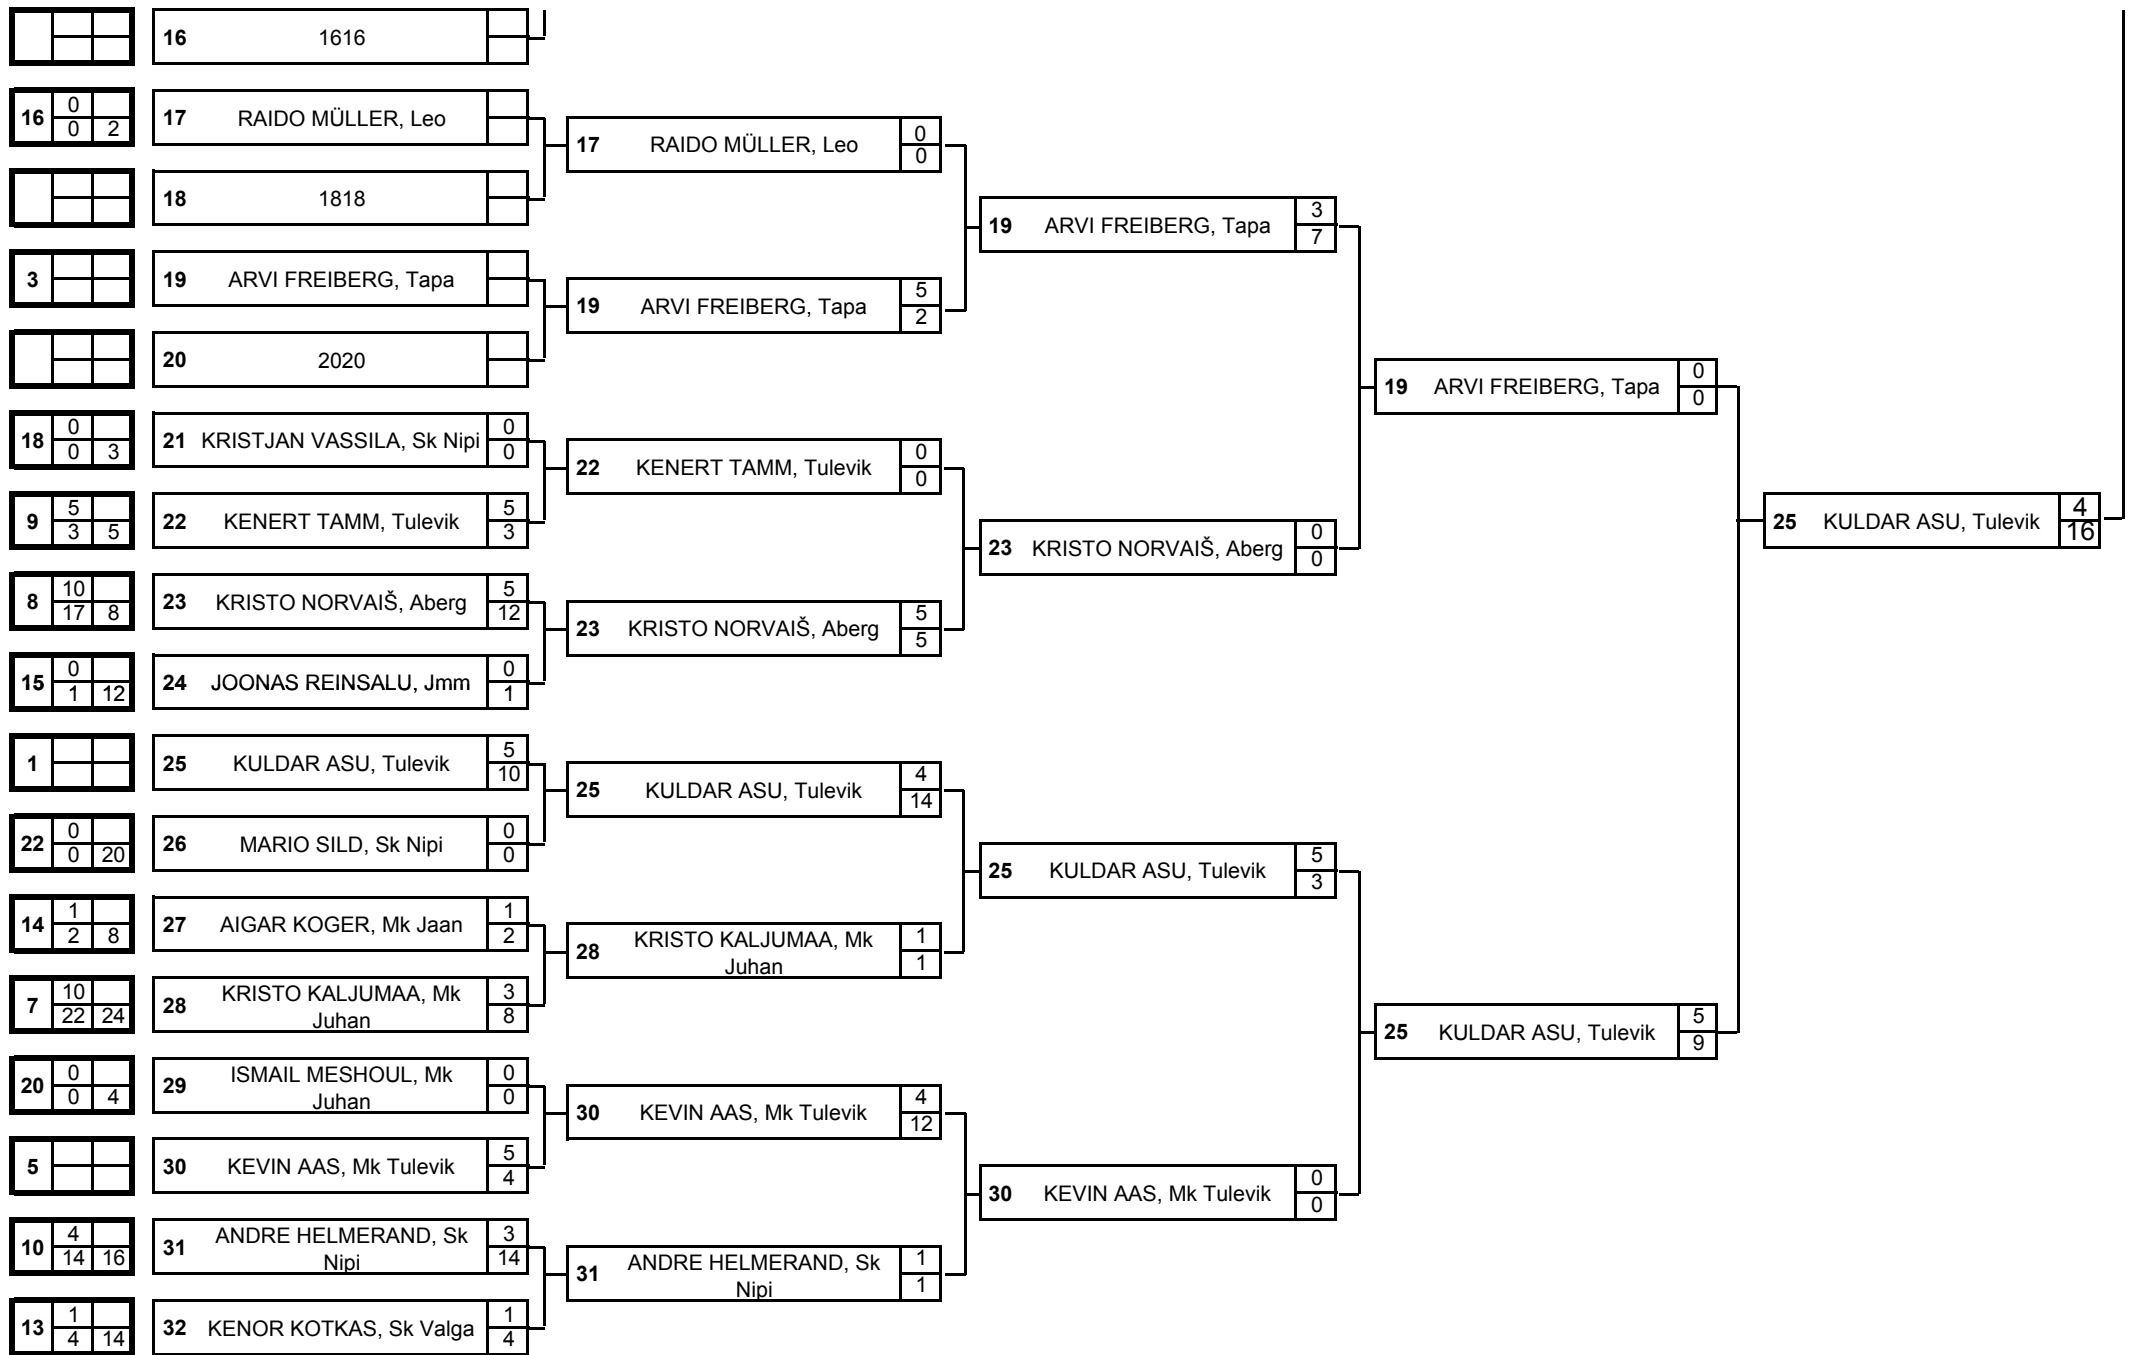 16 1616
16 0 0 2 17 RAIDO MÜLLER, Leo
17 RAIDO MÜLLER, Leo 0 0
18 1818
19 ARVI FREIBERG, Tapa 3 7
3 19 ARVI FREIBERG, Tapa
19 ARVI FREIBERG, Tapa 5 2
20 2020
19 ARVI FREIBERG, Tapa 0 0
18 0 0 3 21 KRISTJAN VASSILA, Sk Nipi 0 0
22 KENERT TAMM, Tulevik 0 0
9 5 3 5 22 KENERT TAMM, Tulevik 5 3
25 KULDAR ASU, Tulevik 4 16
23 KRISTO NORVAIŠ, Aberg 0 0
8 10 17 8 23 KRISTO NORVAIŠ, Aberg 5 12
23 KRISTO NORVAIŠ, Aberg 5 5
15 0 1 12 24 JOONAS REINSALU, Jmm 0 1
1 25 KULDAR ASU, Tulevik 5 10
25 KULDAR ASU, Tulevik 4 14
22 0 0 20 26 MARIO SILD, Sk Nipi 0 0
25 KULDAR ASU, Tulevik 5 3
14 1 2 8 27 AIGAR KOGER, Mk Jaan 1 2
28 KRISTO KALJUMAA, Mk
Juhan 1 1
7 10 22 24 28 KRISTO KALJUMAA, Mk
Juhan 3 8
25 KULDAR ASU, Tulevik 5 9
20 0 0 4 29 ISMAIL MESHOUL, Mk
Juhan 0 0
30 KEVIN AAS, Mk Tulevik 4 12
5 30 KEVIN AAS, Mk Tulevik 5 4
30 KEVIN AAS, Mk Tulevik 0 0
10 4 14 16 31 ANDRE HELMERAND, Sk
Nipi 3 14
31 ANDRE HELMERAND, Sk
Nipi 1 1
13 1 4 14 32 KENOR KOTKAS, Sk Valga 1 4